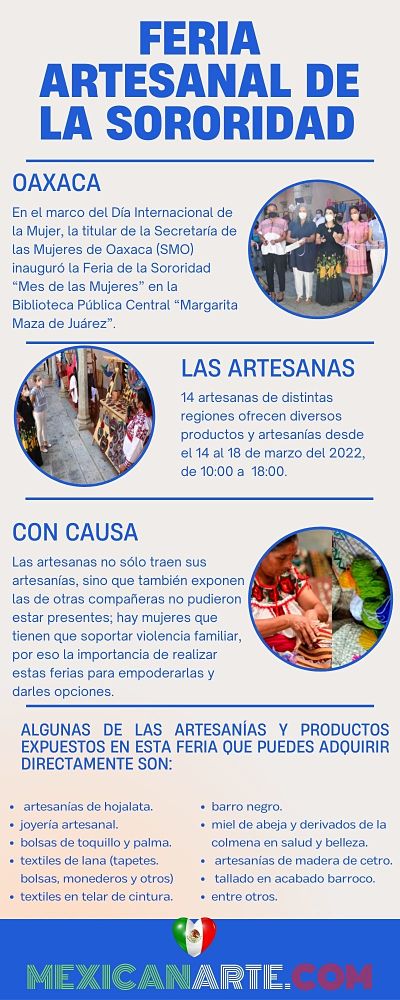 FERIA
ARTESANAL DE
LA SORORIDAD
OAXACA
En el marco del Día Internacional de
la Mujer, la titular de la Secretaría de
las Mujeres de Oaxaca (SMO)
inauguró la Feria de la Sororidad
“Mes de las Mujeres” en la
Biblioteca Pública Central “Margarita
Maza de Juárez”.
LAS ARTESANAS
14 artesanas de distintas
regiones ofrecen diversos
productos y artesanías desde
el 14 al 18 de marzo del 2022,
de 10:00 a 18:00.
CON CAUSA
Las artesanas no sólo traen sus
artesanías, sino que también exponen
las de otras compañeras no pudieron
estar presentes; hay mujeres que
tienen que soportar violencia familiar,
por eso la importancia de realizar
estas ferias para empoderarlas y
darles opciones.
ALGUNAS DE LAS ARTESANÍAS Y PRODUCTOS
EXPUESTOS EN ESTA FERIA QUE PUEDES ADQUIRIR
DIRECTAMENTE SON:
• artesanías de hojalata.
• joyería artesanal.
• bolsas de toquillo y palma.
• textiles de lana (tapetes.
bolsas, monederos y otros)
• textiles en telar de cintura.
• barro negro.
• miel de abeja y derivados de la
colmena en salud y belleza.
• artesanías de madera de cetro.
• tallado en acabado barroco.
• entre otros.
MEXICANARTE.COM